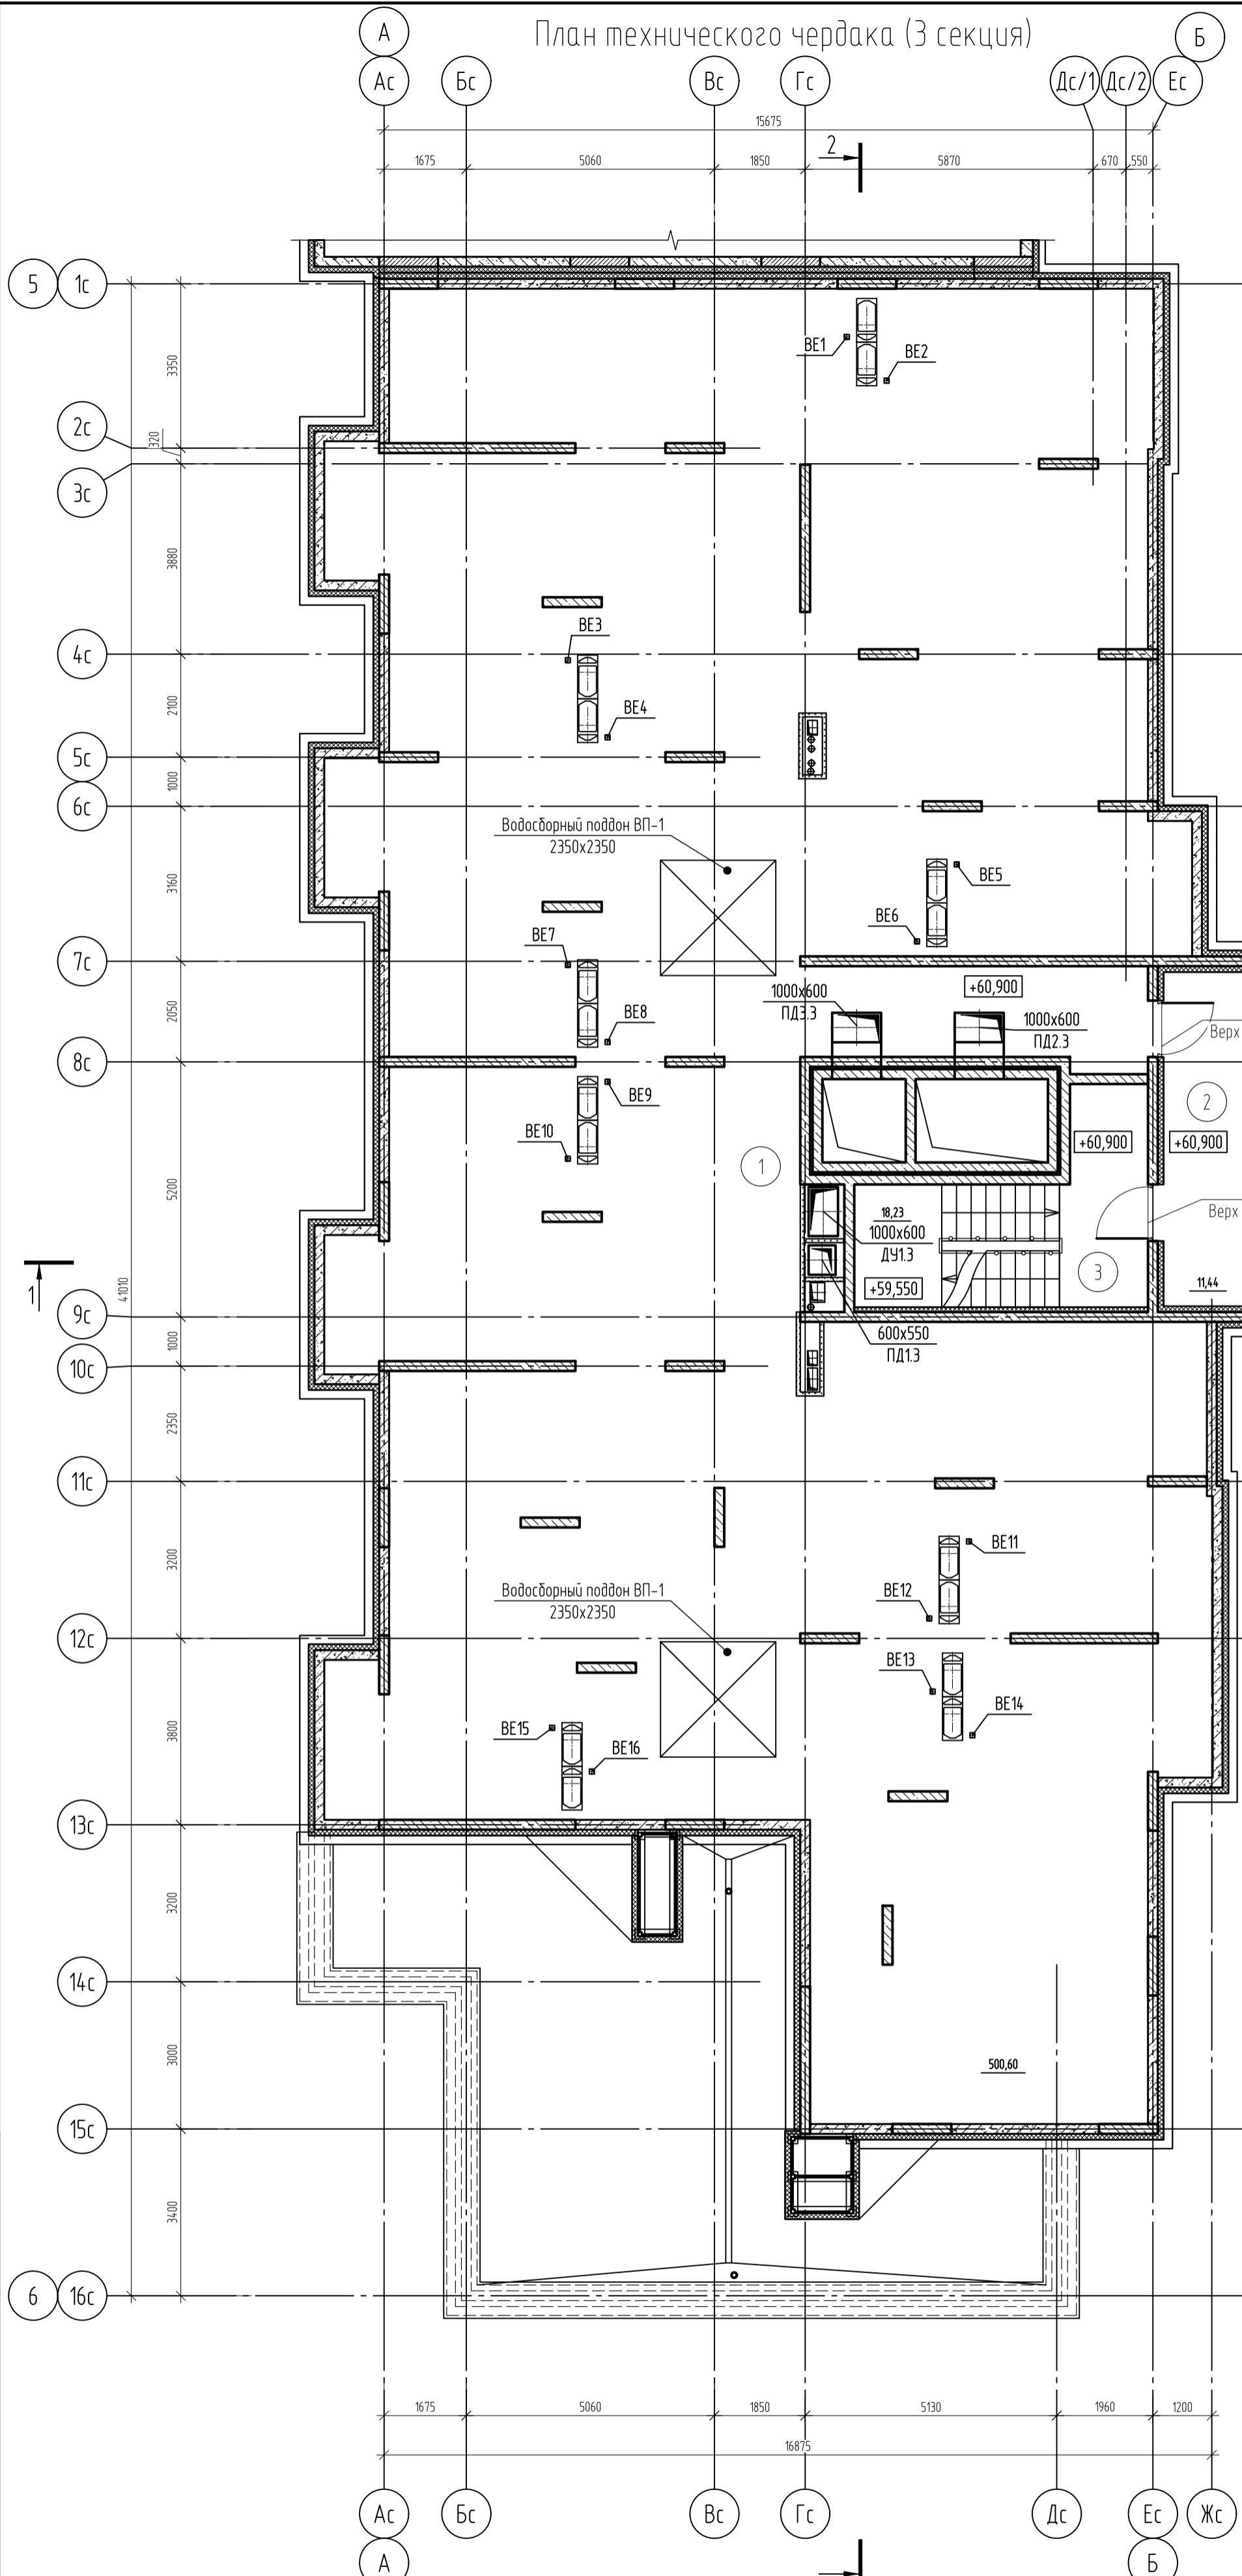 План технического чердака (3 секция)
А
Б
Ас
Бс
Вс
Гс
Дс/1
Дс/2
Ес
15675
1675
5060
1850
2
5870
670
550
5
1с
3350
ВЕ1
ВЕ2
2с
320
3с
3880
ВЕ3
4с
2100
ВЕ4
5с
1000
6с
Водосборный поддон ВП-1
2350х2350
3160
ВЕ5
ВЕ6
ВЕ7
7с
1000х600
ПД3.3
+60,900
2050
ВЕ8
1000х600
ПД2.3
Верх
8с
ВЕ9
2
ВЕ10
+60,900
+60,900
1
5200
18,23
1000х600
ДУ1.3
Верх
3
1
41010
+59,550
11,44
9с
600х550
ПД1.3
1000
10с
2350
11с
3200
ВЕ11
Водосборный поддон ВП-1
2350х2350
ВЕ12
12с
ВЕ13
ВЕ14
3800
ВЕ15
ВЕ16
13с
3200
14с
3000
500,60
15с
3400
6
16с
1675
5060
1850
5130
1960
1200
16875
Ас
Бс
Вс
Гс
Дс
Ес
Жс
А
Б